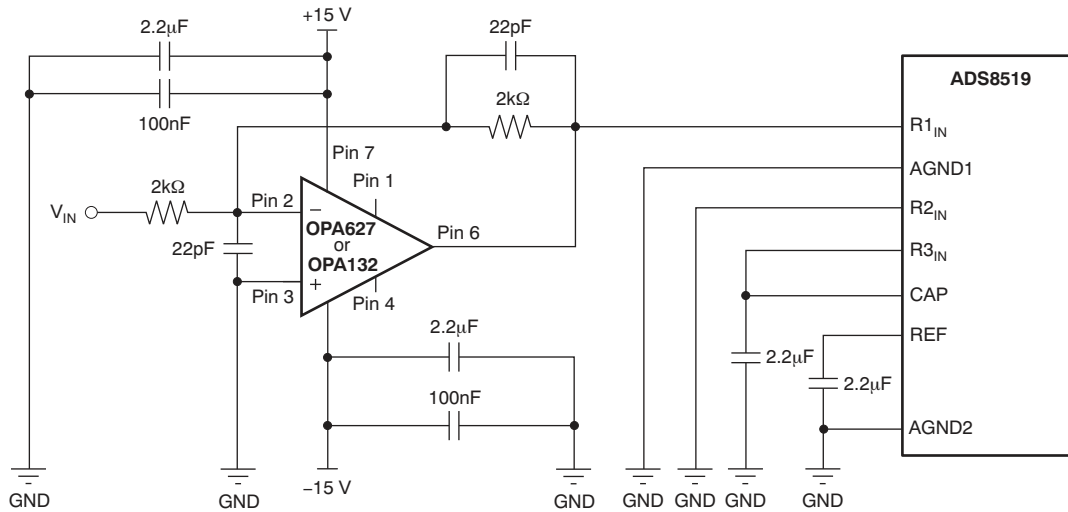 +15 V
2.2μF
100nF
22pF
2kΩ
ADS8519
R1IN
AGND1
R2IN
R3IN
CAP
REF
AGND2
Pin 7
Pin 1
2kΩ
VIN
Pin 2
−
OPA627
or
OPA132
Pin 6
22pF
+
Pin 3
Pin 4
2.2μF
100nF
2.2μF
2.2μF
−15 V
GND
GND
GND
GND
GND
GND
GND